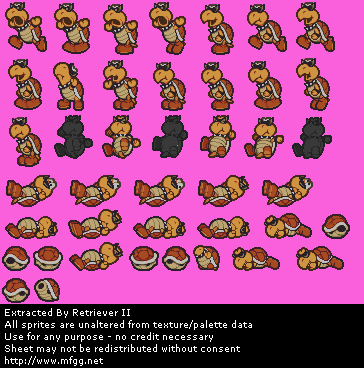 Extracted By Retriever II
All sprites are unaltered from texture/palette data
Use for any purpose - no credit necessary
Sheet may not be redistributed without consent
http://www.mfgg.net